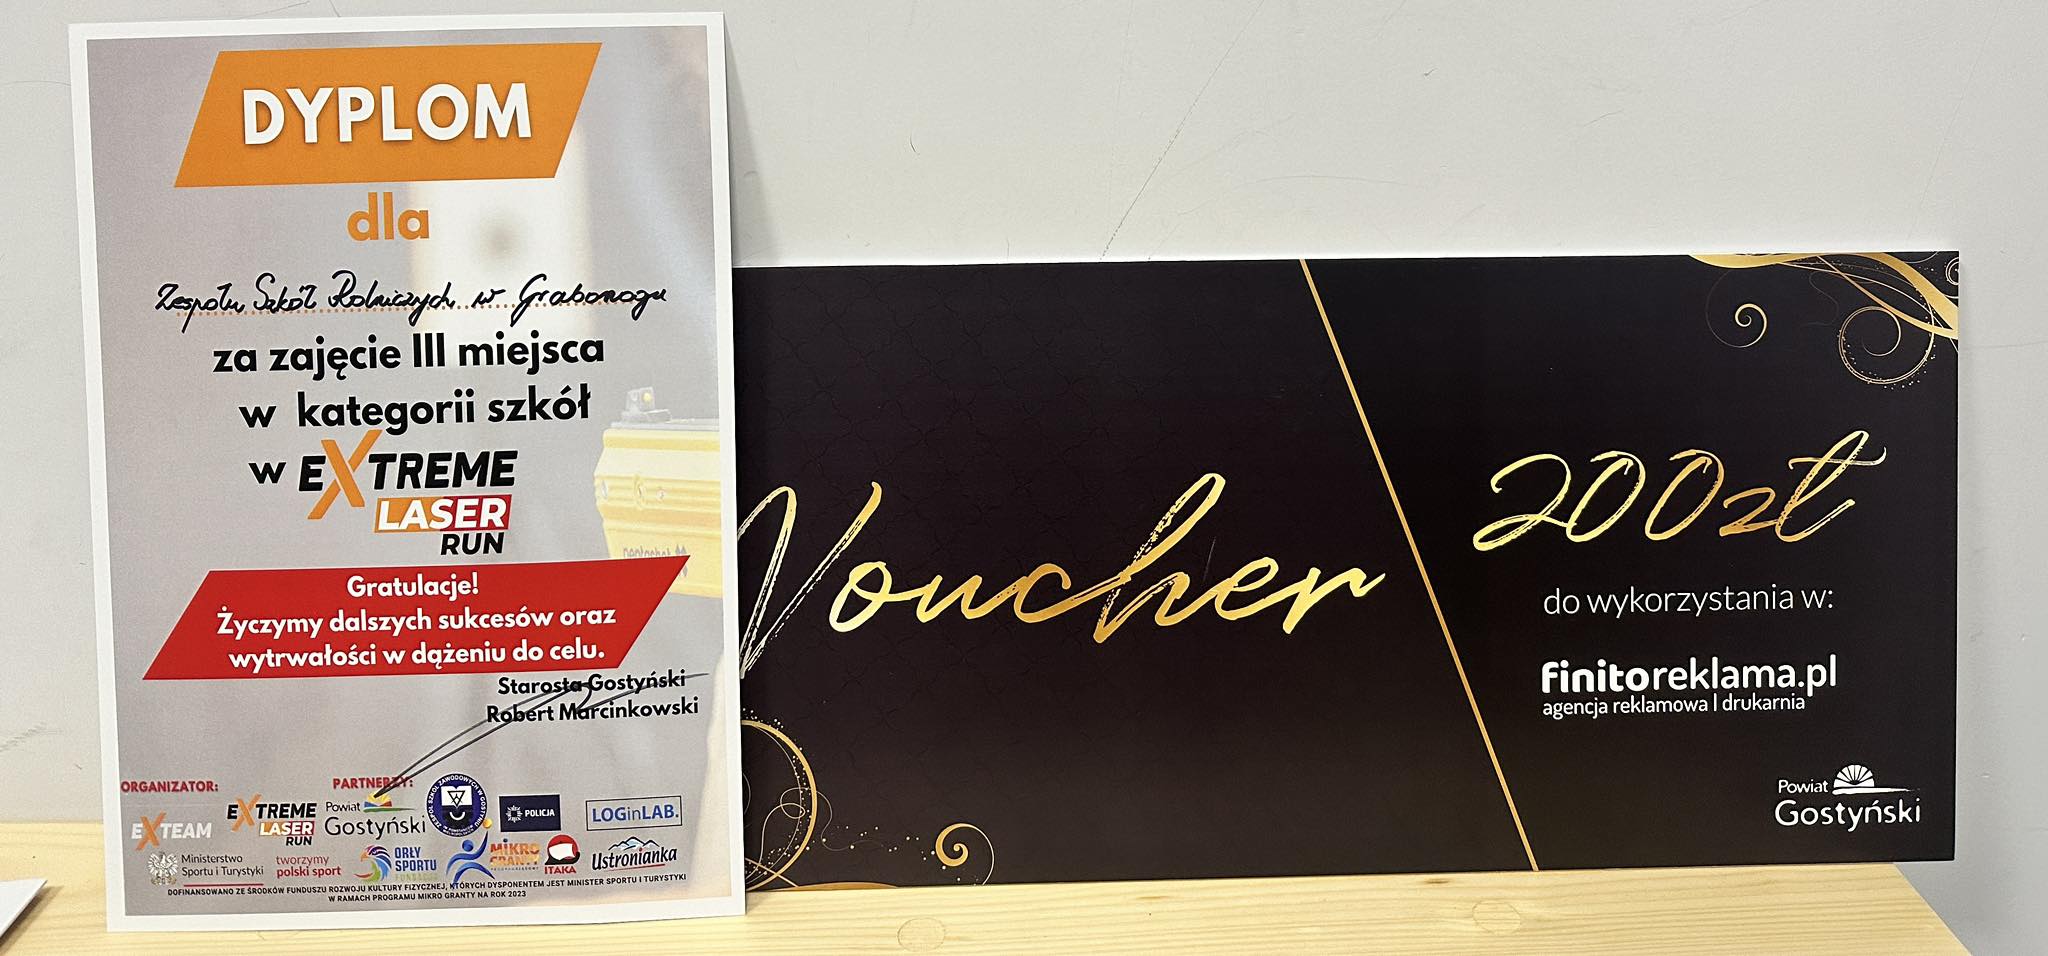 DYPLOM
dla
Zespołu Szkół Rolniczych w Grabonogu
za zajęcie III miejsca
w kategorii szkół
w EXTREME
LASER
RUN
Gratulacje!
Życzymy dalszych sukcesów oraz
wytrwałości w dążeniu do celu.
Starosta Gostyński
Robert Marcinkowski
ORGANIZATOR:
PARTNERZY:
EXTEAM
EXTREME
LASER
RUN
Powiat
Gostyński
POLICJA
LOGinLAB.
Ministerstwo
Sportu i Turystyki
tworzymy
polski sport
ORŁY
SPORTU
FUNDACJA
MIKRO
GRANTY
ITAKA
Ustronianka
DOFINANSOWANO ZE ŚRODKÓW FUNDUSZU ROZWOJU KULTURY FIZYCZNEJ, KTÓRYCH DYSPONENTEM JEST MINISTER SPORTU I TURYSTYKI
W RAMACH PROGRAMU MIKRO GRANTY NA ROK 2023
Voucher
200zł
do wykorzystania w:
finitoreklama.pl
agencja reklamowa | drukarnia
Powiat
Gostyński